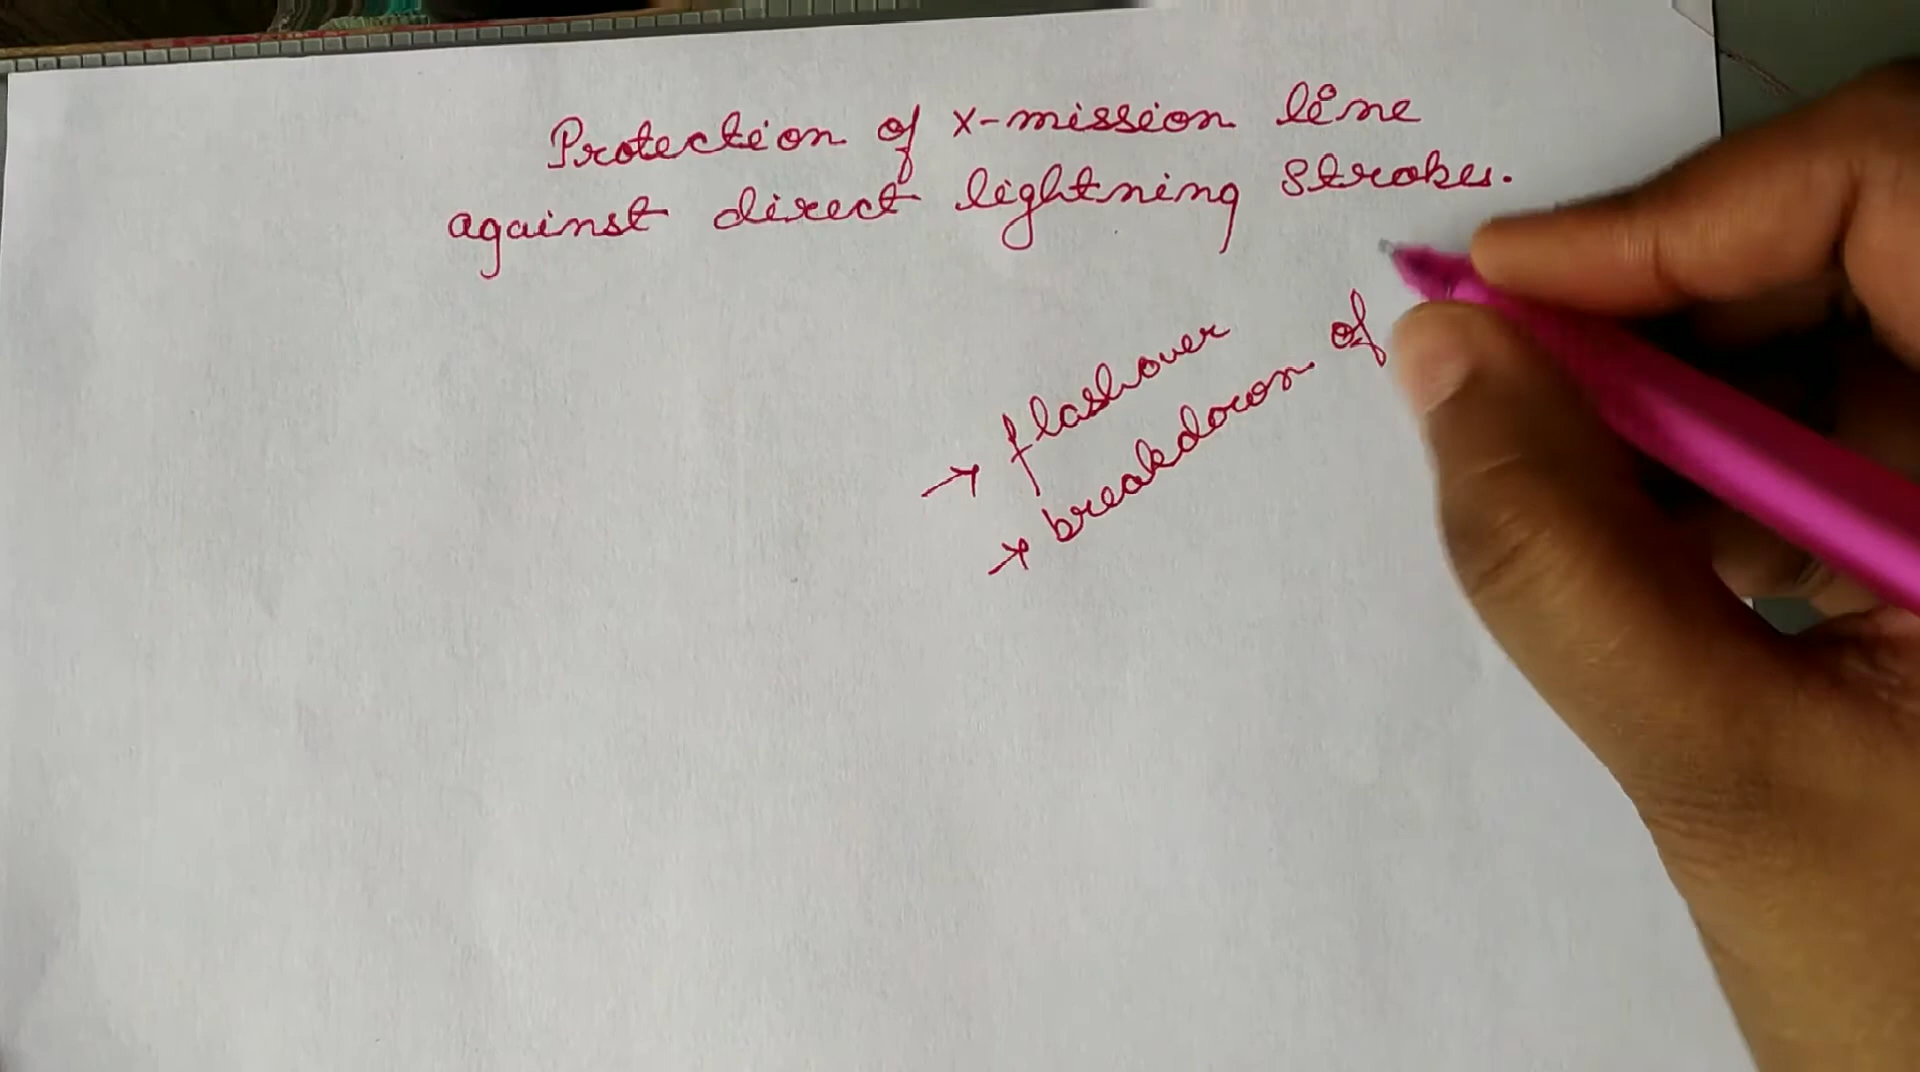 Protection of x-mission line
against direct lightning strokes.
→ flashover
→ breakdown of